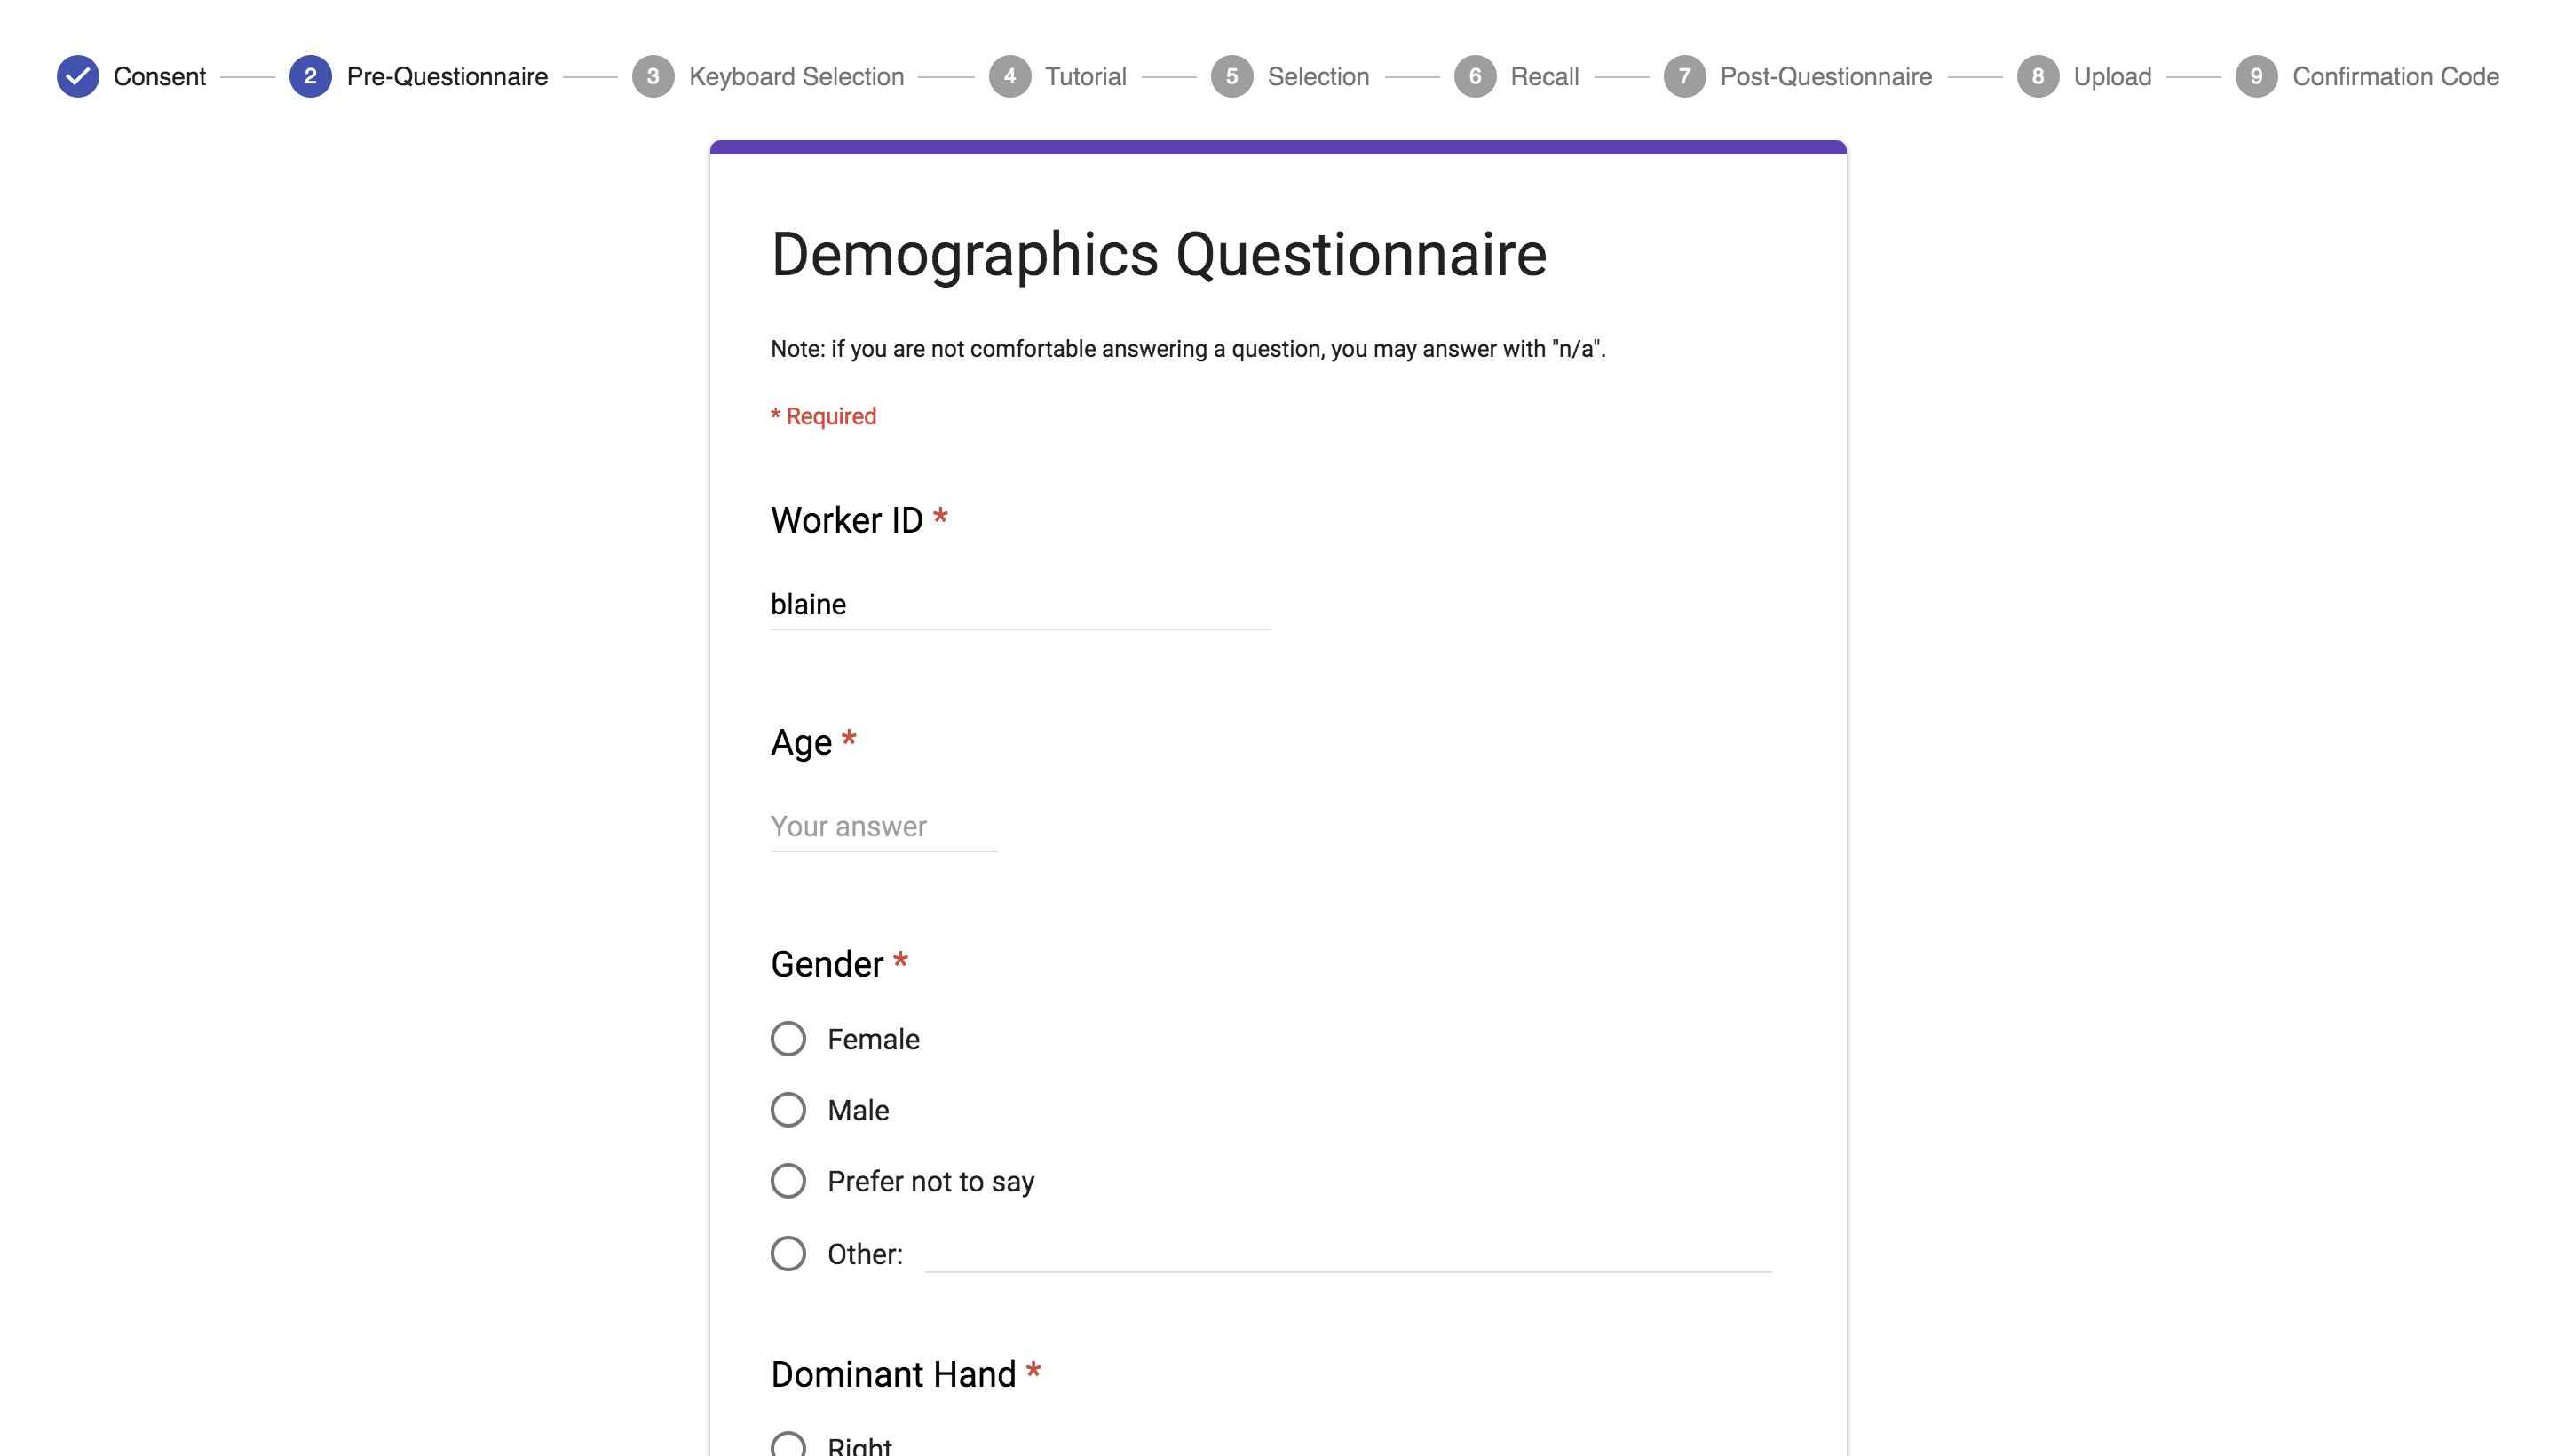 Consent 2 Pre-Questionnaire 3 Keyboard Selection 4 Tutorial 5 Selection 6 Recall 7 Post-Questionnaire 8 Upload 9 Confirmation Code
Demographics Questionnaire
Note: if you are not comfortable answering a question, you may answer with "n/a".
* Required
Worker ID *
blaine
Age *
Your answer
Gender *
Female
Male
Prefer not to say
Other:
Dominant Hand *
Right